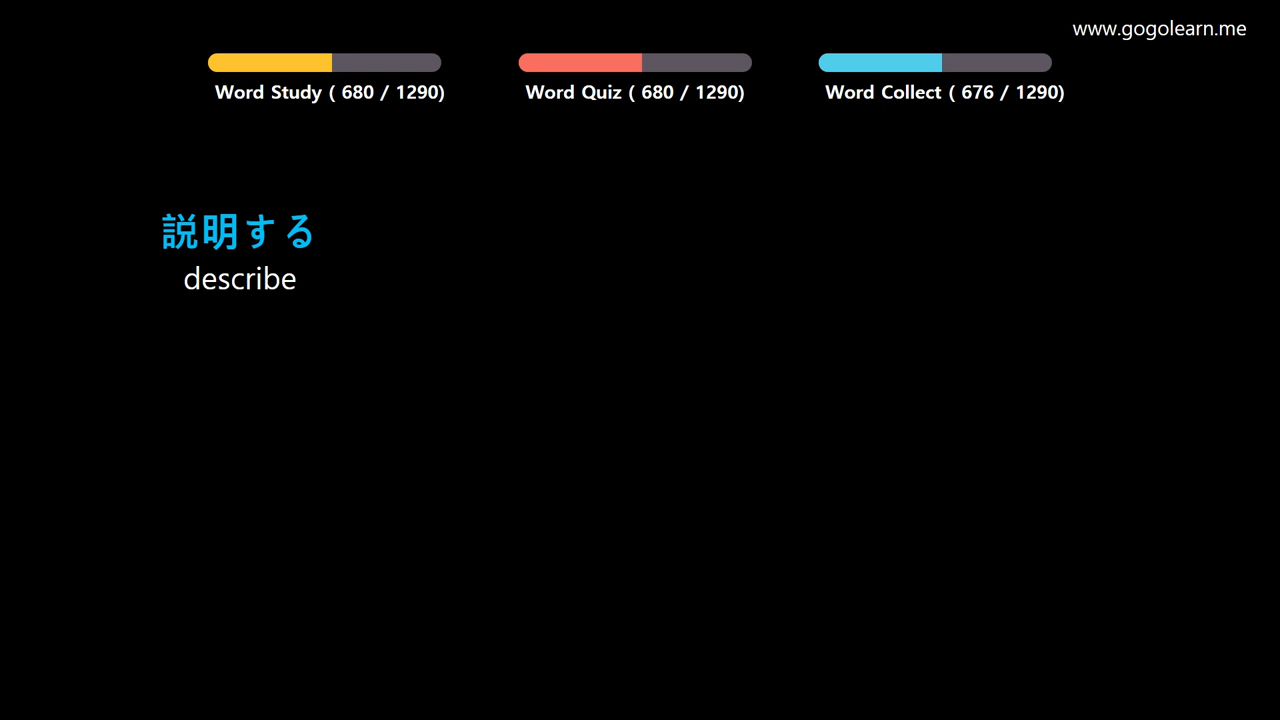 www.gogolearn.me
Word Study ( 680 / 1290)
Word Quiz ( 680 / 1290)
Word Collect ( 676 / 1290)
説明する
describe